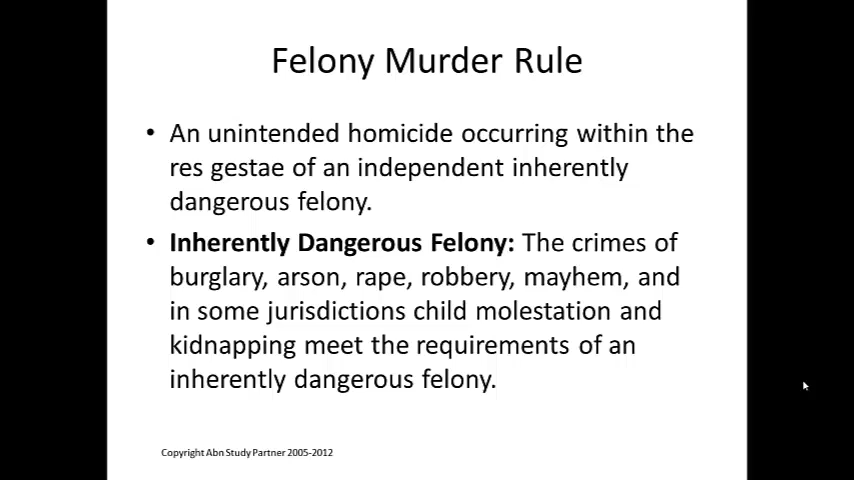 Felony Murder Rule
• An unintended homicide occurring within the
res gestae of an independent inherently
dangerous felony.
• Inherently Dangerous Felony: The crimes of
burglary, arson, rape, robbery, mayhem, and
in some jurisdictions child molestation and
kidnapping meet the requirements of an
inherently dangerous felony.
Copyright Abn Study Partner 2005-2012